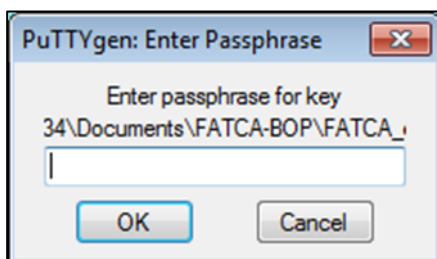 PuTTYgen: Enter Passphrase
Enter passphrase for key
34\Documents\FATCA-BOP\FATCA_
OK
Cancel